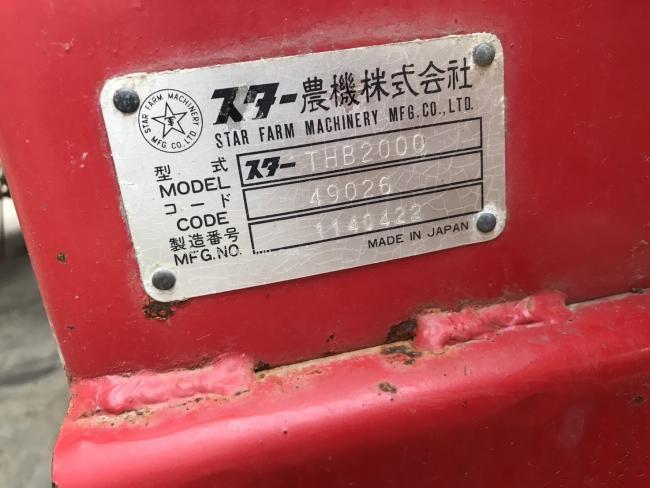 スター農機株式会社
STAR FARM MACHINERY MFG.CO.,LTD.
STAR FARM MACHINERY MFG CO.,LTD.
型式 スター THB2000
MODEL
コード 49026
CODE
製造番号 1140422
MFG.NO.
MADE IN JAPAN